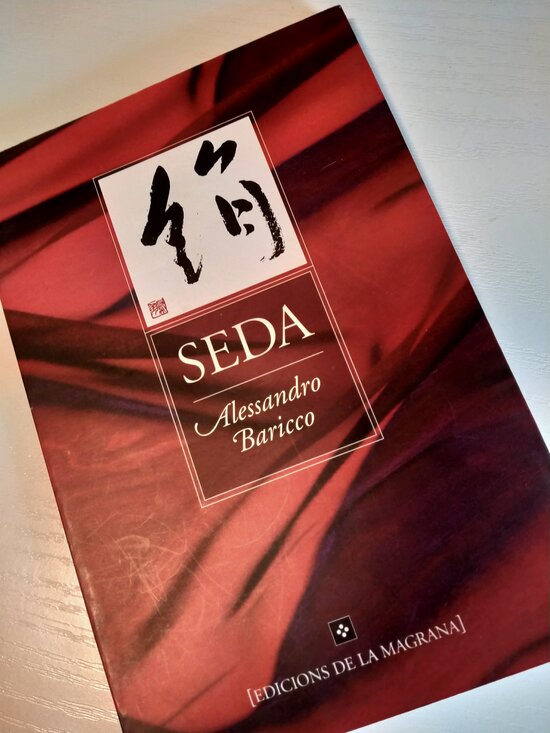 絹
SEDA
Alessandro
Baricco
[EDICIONS DE LA MAGRANA]